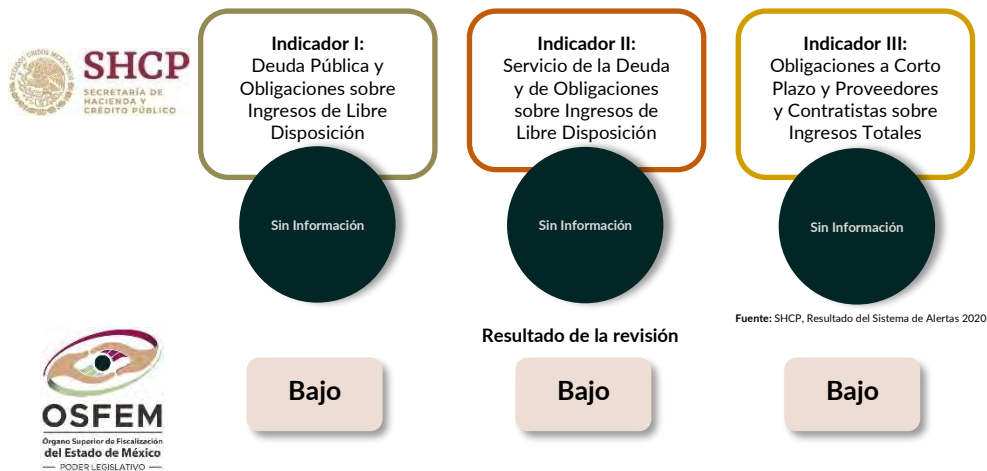 SHCP
SECRETARÍA DE
HACIENDA Y
CRÉDITO PÚBLICO
ESTADOS UNIDOS MEXICANOS
Indicador I:
Deuda Pública y
Obligaciones sobre
Ingresos de Libre
Disposición
Sin Información
Indicador II:
Servicio de la Deuda
y de Obligaciones
sobre Ingresos de
Libre Disposición
Sin Información
Indicador III:
Obligaciones a Corto
Plazo y Proveedores
y Contratistas sobre
Ingresos Totales
Sin Información
Fuente: SHCP, Resultado del Sistema de Alertas 2020
Resultado de la revisión
OSFEM
Órgano Superior de Fiscalización
del Estado de México
PODER LEGISLATIVO
Bajo
Bajo
Bajo